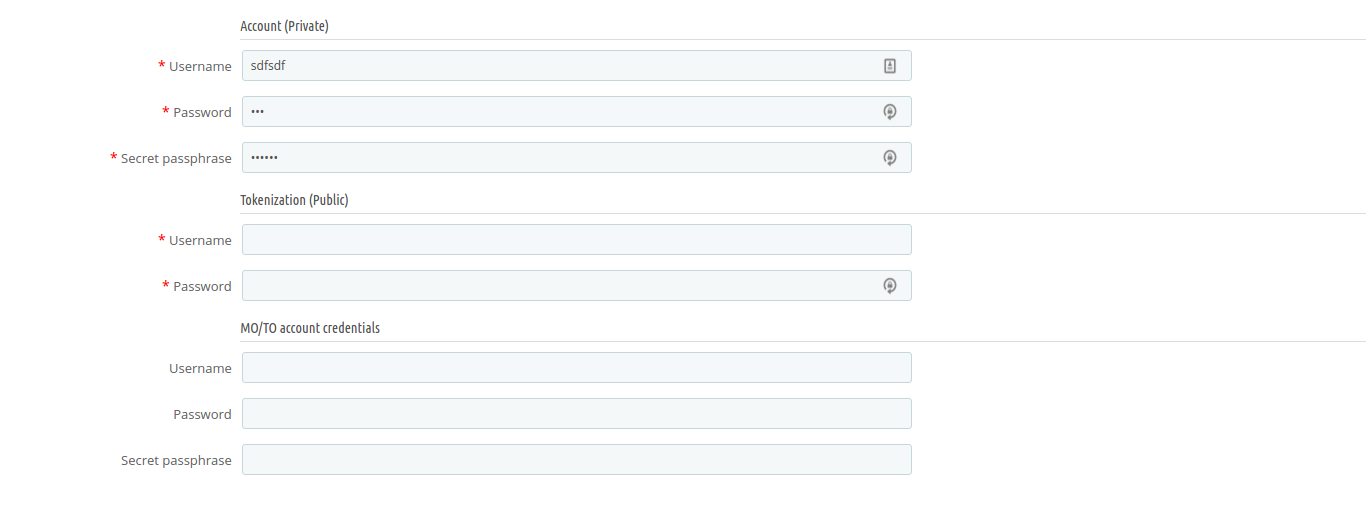 Account (Private)
* Username sdfsdf
* Password •••
* Secret passphrase ••••••
Tokenization (Public)
* Username
* Password
MO/TO account credentials
Username
Password
Secret passphrase